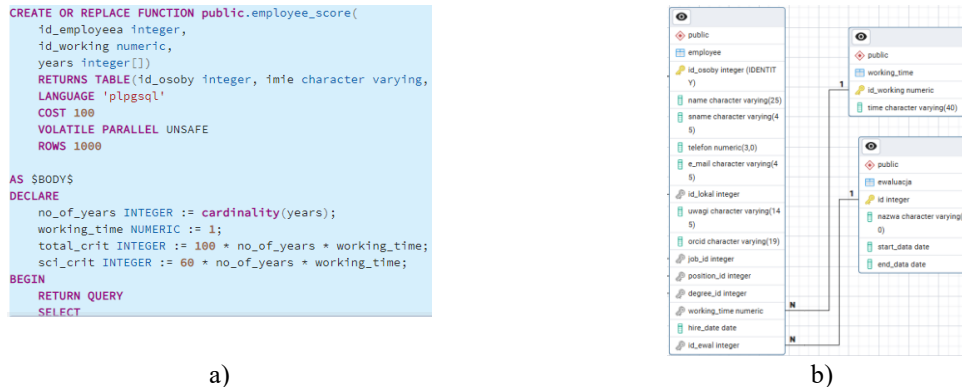 CREATE OR REPLACE FUNCTION public.employee_score(
id_employeea integer,
id_working numeric,
years integer[])
RETURNS TABLE(id_osoby integer, imie character varying,
LANGUAGE 'plpgsql'
COST 100
VOLATILE PARALLEL UNSAFE
ROWS 1000
AS $BODY$
DECLARE
no_of_years INTEGER := cardinality(years);
working_time NUMERIC := 1;
total_crit INTEGER := 100 * no_of_years * working_time;
sci_crit INTEGER := 60 * no_of_years * working_time;
BEGIN
RETURN QUERY
SELECT
a)
public
employee
id_osoby integer (IDENTIT
Y)
name character varying(25)
sname character varying(4
5)
telefon numeric(3,0)
e_mail character varying(4
5)
id_lokal integer
uwagi character varying(14
5)
orcid character varying(19)
job_id integer
position_id integer
degree_id integer
working_time numeric
hire_date date
id_ewal integer
N
N
1
1
public
working_time
id_working numeric
time character varying(40)
public
ewaluacja
id integer
nazwa character varying(
0)
start_data date
end_data date
b)